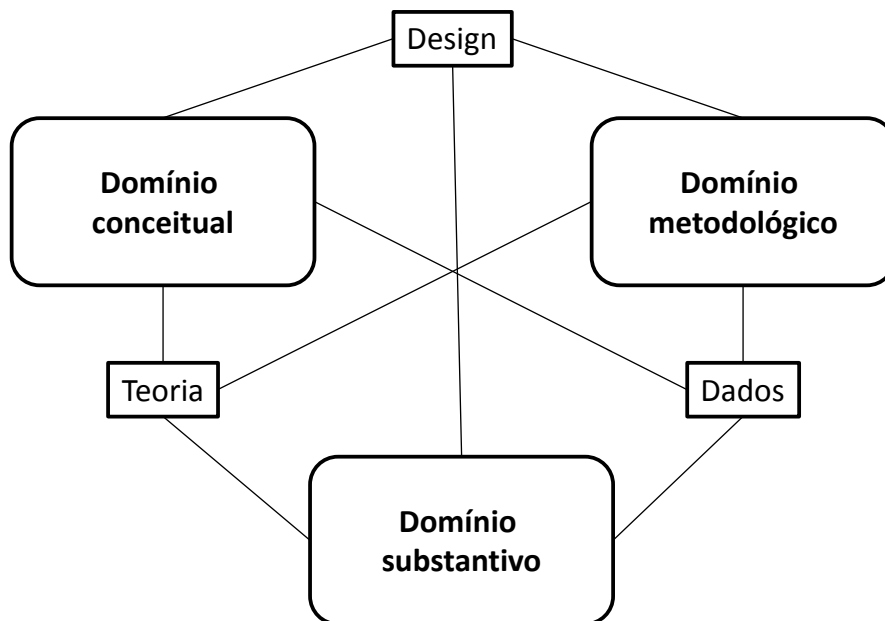 Design
Domínio
conceitual
Domínio
metodológico
Teoria
Dados
Domínio
substantivo